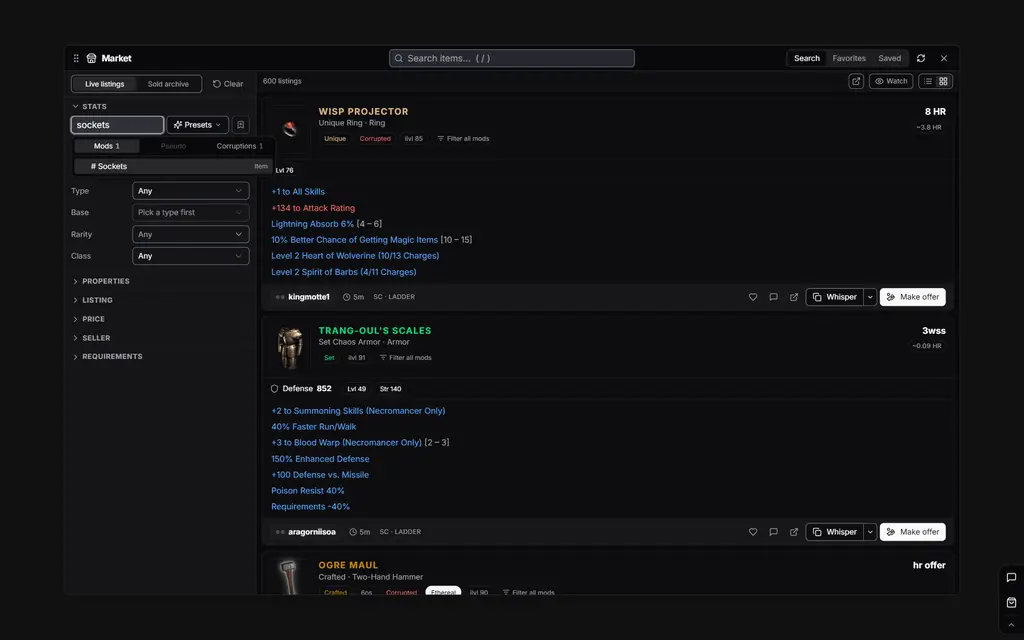 Market
Search items... ( / )
Search Favorites Saved
Live listings Sold archive Clear
600 listings
Watch
STATS
sockets Presets
Mods 1 Pseudo Corruptions 1
# Sockets Item
Type Any
Base Pick a type first
Rarity Any
Class Any
PROPERTIES
LISTING
PRICE
SELLER
REQUIREMENTS
WISP PROJECTOR 8 HR
Unique Ring · Ring ~3.8 HR
Unique Corrupted ilvl 85 Filter all mods
Lvl 76
+1 to All Skills
+134 to Attack Rating
Lightning Absorb 6% [4 – 6]
10% Better Chance of Getting Magic Items [10 – 15]
Level 2 Heart of Wolverine (10/13 Charges)
Level 2 Spirit of Barbs (4/11 Charges)
kingmotte1 5m SC · LADDER Whisper Make offer
TRANG-OUL'S SCALES 3wss
Set Chaos Armor · Armor ~0.09 HR
Set ilvl 91 Filter all mods
Defense 852 Lvl 49 Str 140
+2 to Summoning Skills (Necromancer Only)
40% Faster Run/Walk
+3 to Blood Warp (Necromancer Only) [2 – 3]
150% Enhanced Defense
+100 Defense vs. Missile
Poison Resist 40%
Requirements -40%
aragorniisoa 5m SC · LADDER Whisper Make offer
OGRE MAUL hr offer
Crafted · Two-Hand Hammer
Crafted 6os Corrupted Ethereal ilvl 90 Filter all mods